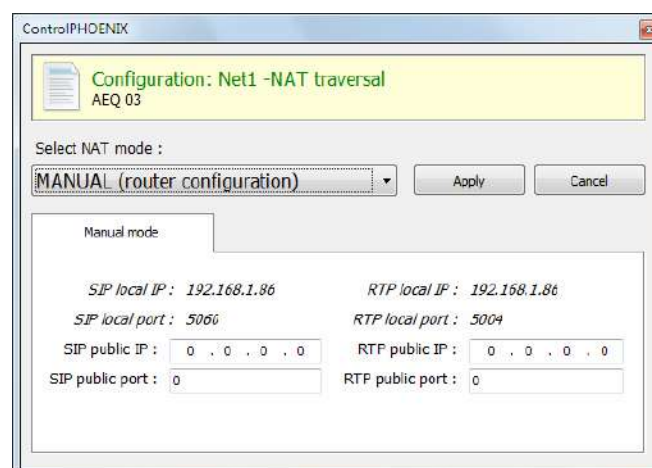 ControlPHOENIX
Configuration: Net1 -NAT traversal
AEQ 03
Select NAT mode :
MANUAL (router configuration)
Apply
Cancel
Manual mode
SIP local IP : 192.168.1.86
RTP local IP : 192.168.1.86
SIP local port : 5060
RTP local port : 5004
SIP public IP : 0 . 0 . 0 . 0
RTP public IP : 0 . 0 . 0 . 0
SIP public port : 0
RTP public port : 0